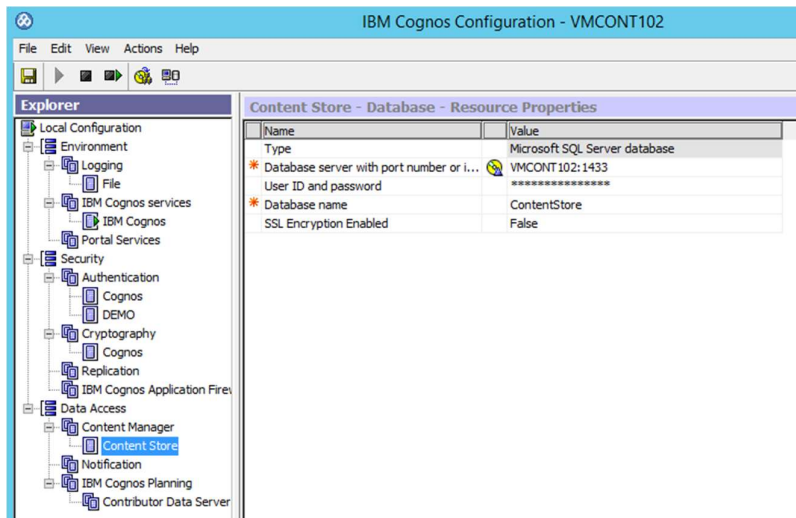 IBM Cognos Configuration - VMCONT102
File Edit View Actions Help
Explorer
Local Configuration
Environment
Logging
File
IBM Cognos services
IBM Cognos
Portal Services
Security
Authentication
Cognos
DEMO
Cryptography
Cognos
Replication
IBM Cognos Application Firew
Data Access
Content Manager
Content Store
Notification
IBM Cognos Planning
Contributor Data Server
Content Store - Database - Resource Properties
Name Value
Type Microsoft SQL Server database
* Database server with port number or i... VMCONT102:1433
User ID and password ***************
* Database name ContentStore
SSL Encryption Enabled False